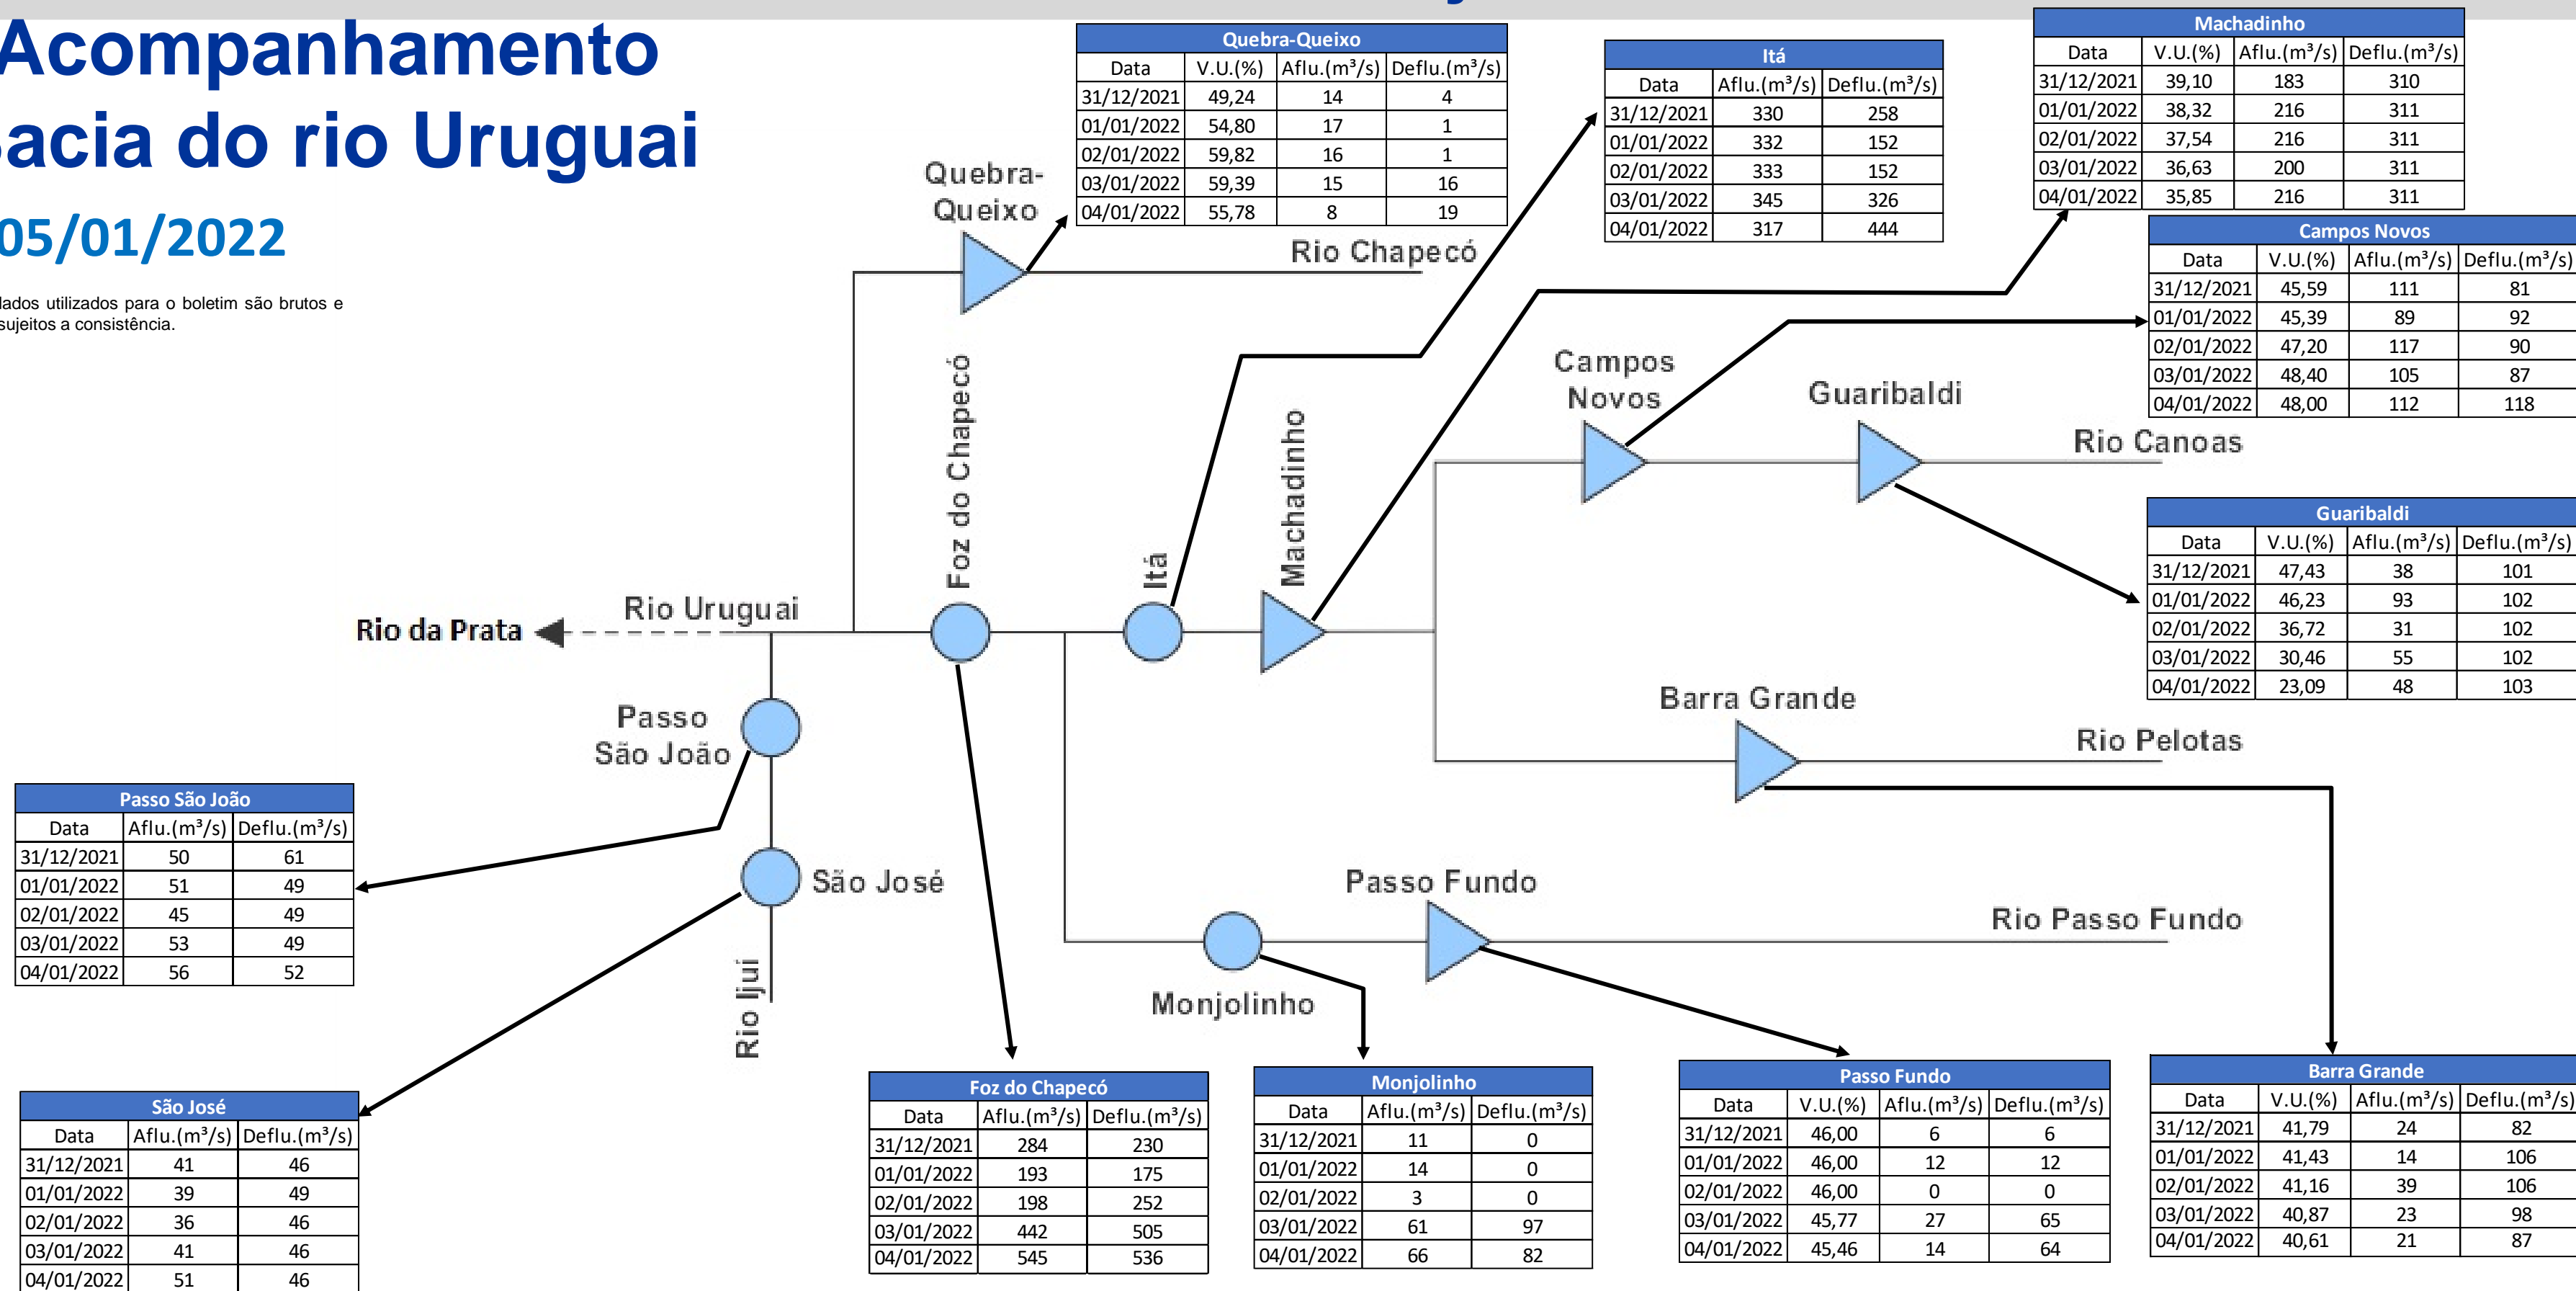 Acompanhamento
acia do rio Uruguai
05/01/2022
dados utilizados para o boletim são brutos e
sujeitos a consistência.
Quebra-Queixo
Data V.U.(%) Aflu.(m³/s) Deflu.(m³/s)
31/12/2021 49,24 14 4
01/01/2022 54,80 17 1
02/01/2022 59,82 16 1
03/01/2022 59,39 15 16
04/01/2022 55,78 8 19
Itá
Data Aflu.(m³/s) Deflu.(m³/s)
31/12/2021 330 258
01/01/2022 332 152
02/01/2022 333 152
03/01/2022 345 326
04/01/2022 317 444
Machadinho
Data V.U.(%) Aflu.(m³/s) Deflu.(m³/s)
31/12/2021 39,10 183 310
01/01/2022 38,32 216 311
02/01/2022 37,54 216 311
03/01/2022 36,63 200 311
04/01/2022 35,85 216 311
Campos Novos
Data V.U.(%) Aflu.(m³/s) Deflu.(m³/s)
31/12/2021 45,59 111 81
01/01/2022 45,39 89 92
02/01/2022 47,20 117 90
03/01/2022 48,40 105 87
04/01/2022 48,00 112 118
Quebra-
Queixo
Rio Chapecó
Foz do Chapecó
Itá
Machadinho
Campos
Novos
Guaribaldi
Rio Canoas
Guaribaldi
Data V.U.(%) Aflu.(m³/s) Deflu.(m³/s)
31/12/2021 47,43 38 101
01/01/2022 46,23 93 102
02/01/2022 36,72 31 102
03/01/2022 30,46 55 102
04/01/2022 23,09 48 103
Rio da Prata
Rio Uruguai
Passo
São João
Barra Grande
Rio Pelotas
São José
Rio Ijuí
Passo Fundo
Rio Passo Fundo
Monjolinho
Passo São João
Data Aflu.(m³/s) Deflu.(m³/s)
31/12/2021 50 61
01/01/2022 51 49
02/01/2022 45 49
03/01/2022 53 49
04/01/2022 56 52
São José
Data Aflu.(m³/s) Deflu.(m³/s)
31/12/2021 41 46
01/01/2022 39 49
02/01/2022 36 46
03/01/2022 41 46
04/01/2022 51 46
Foz do Chapecó
Data Aflu.(m³/s) Deflu.(m³/s)
31/12/2021 284 230
01/01/2022 193 175
02/01/2022 198 252
03/01/2022 442 505
04/01/2022 545 536
Monjolinho
Data Aflu.(m³/s) Deflu.(m³/s)
31/12/2021 11 0
01/01/2022 14 0
02/01/2022 3 0
03/01/2022 61 97
04/01/2022 66 82
Passo Fundo
Data V.U.(%) Aflu.(m³/s) Deflu.(m³/s)
31/12/2021 46,00 6 6
01/01/2022 46,00 12 12
02/01/2022 46,00 0 0
03/01/2022 45,77 27 65
04/01/2022 45,46 14 64
Barra Grande
Data V.U.(%) Aflu.(m³/s) Deflu.(m³/s)
31/12/2021 41,79 24 82
01/01/2022 41,43 14 106
02/01/2022 41,16 39 106
03/01/2022 40,87 23 98
04/01/2022 40,61 21 87